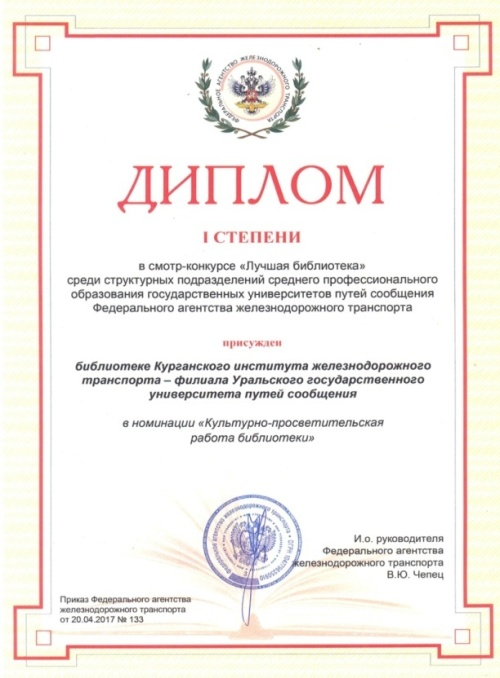 ФЕДЕРАЛЬНОЕ АГЕНТСТВО ЖЕЛЕЗНОДОРОЖНОГО ТРАНСПОРТА
ДИПЛОМ
I СТЕПЕНИ
в смотр-конкурсе «Лучшая библиотека»
среди структурных подразделений среднего профессионального
образования государственных университетов путей сообщения
Федерального агентства железнодорожного транспорта
присужден
библиотеке Курганского института железнодорожного
транспорта – филиала Уральского государственного
университета путей сообщения
в номинации «Культурно-просветительская
работа библиотеки»
И.о. руководителя
Федерального агентства
железнодорожного транспорта
В.Ю. Чепец
Приказ Федерального агентства
железнодорожного транспорта
от 20.04.2017 № 133